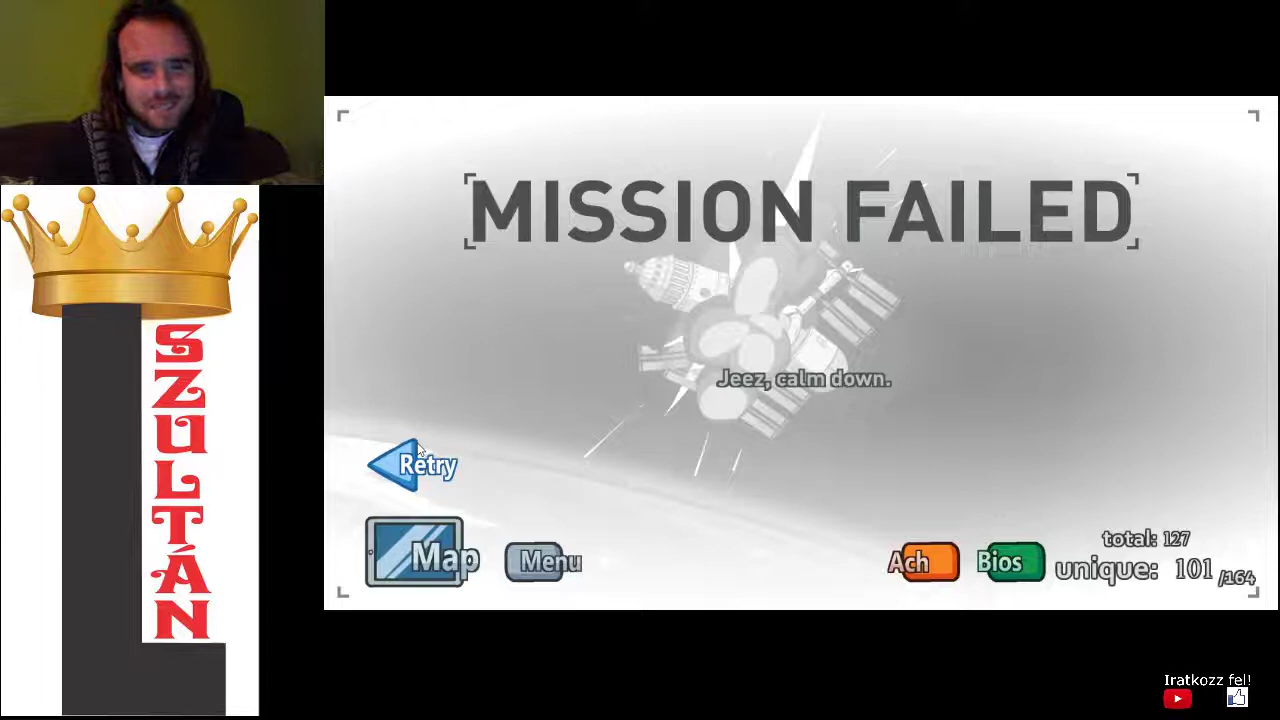 MISSION FAILED
Jeez, calm down.
Retry
Map
Menu
Ach
Bios
total: 127
unique: 101 /164
L
SZULTÁN
Iratkozz fel!